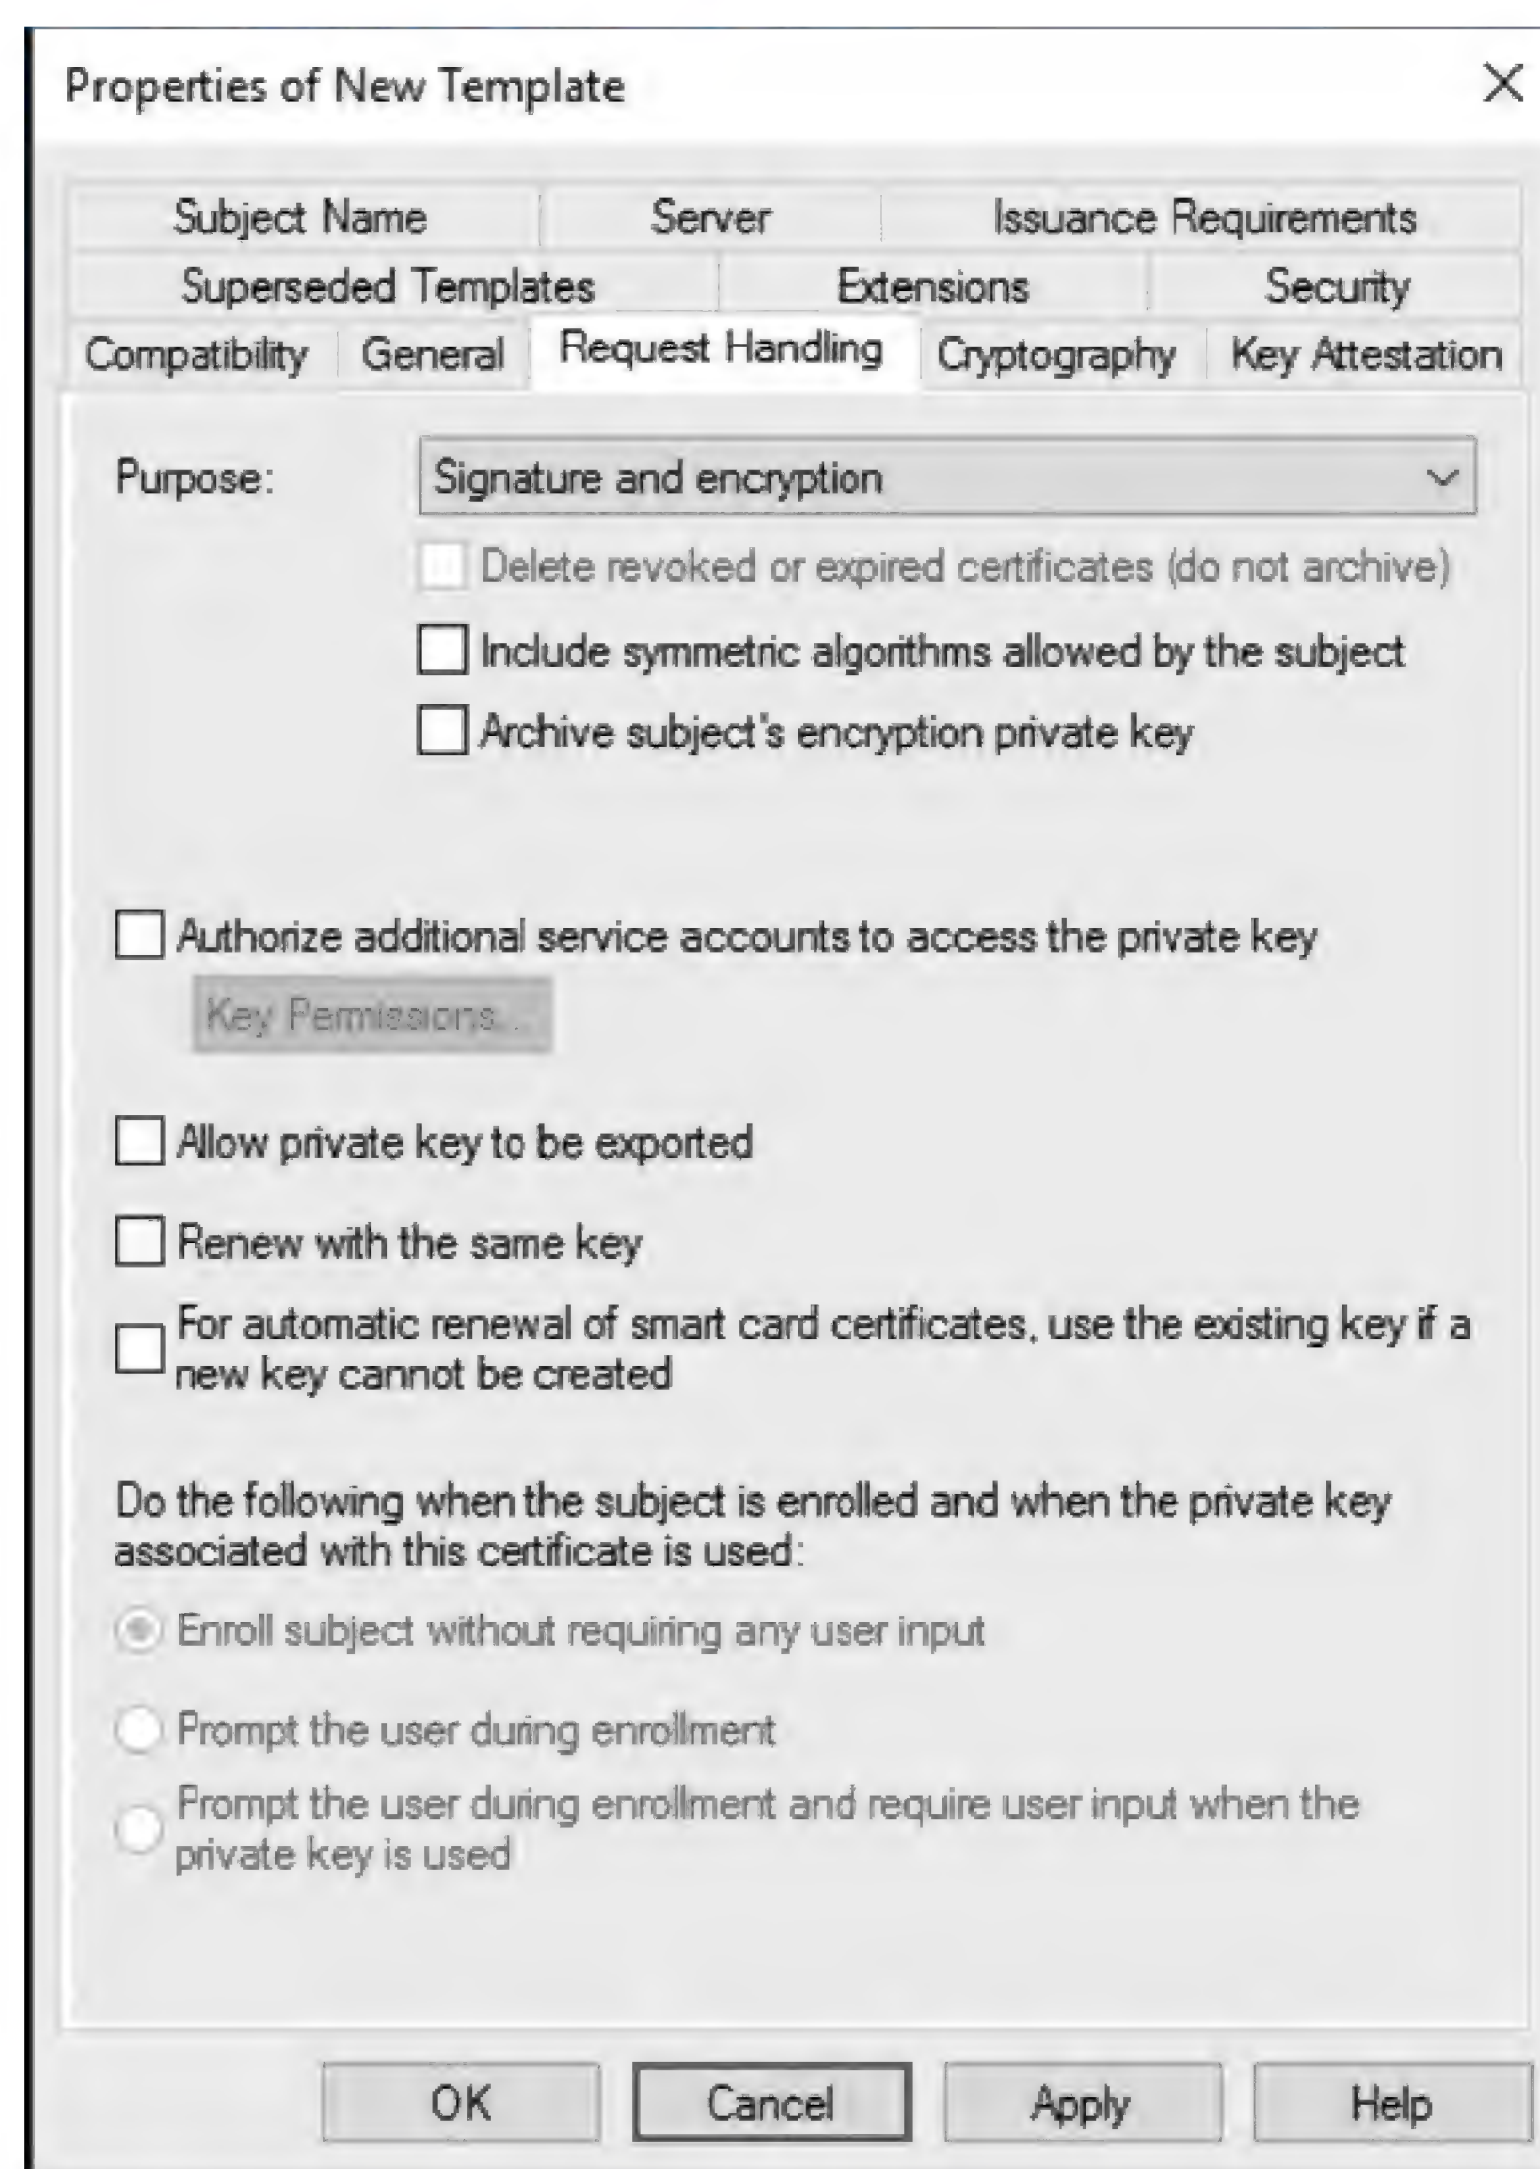 Properties of New Template
Subject Name Server Issuance Requirements
Superseded Templates Extensions Security
Compatibility General Request Handling Cryptography Key Attestation
Purpose: Signature and encryption
Delete revoked or expired certificates (do not archive)
Include symmetric algorithms allowed by the subject
Archive subject's encryption private key
Authorize additional service accounts to access the private key
Key Permissions...
Allow private key to be exported
Renew with the same key
For automatic renewal of smart card certificates, use the existing key if a
new key cannot be created
Do the following when the subject is enrolled and when the private key
associated with this certificate is used:
Enroll subject without requiring any user input
Prompt the user during enrollment
Prompt the user during enrollment and require user input when the
private key is used
OK Cancel Apply Help